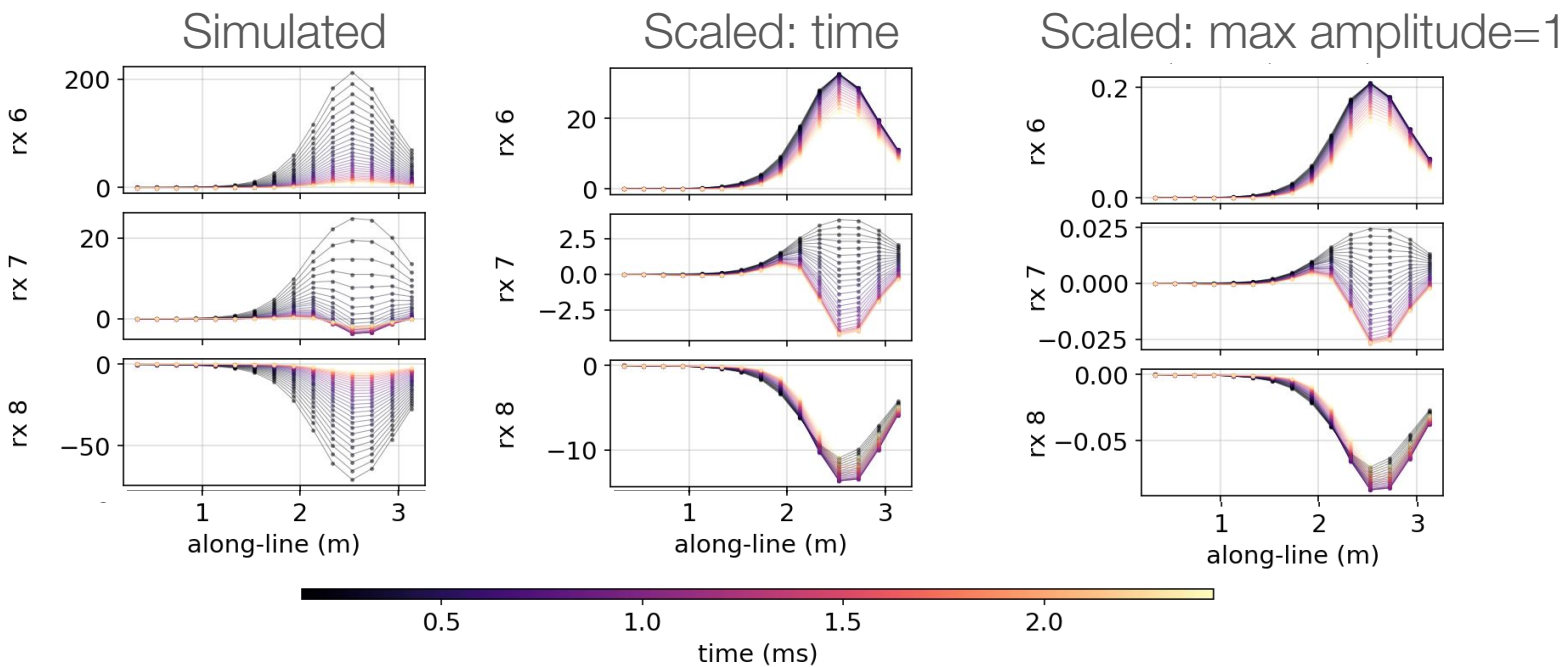 Simulated
Scaled: time
Scaled: max amplitude=1
200
0
rx 6
20
0
rx 6
0.2
0.0
rx 6
20
0
rx 7
2.5
0.0
−2.5
rx 7
0.025
0.000
−0.025
rx 7
0
−50
rx 8
0
−10
rx 8
0.00
−0.05
rx 8
1 2 3
along-line (m)
1 2 3
along-line (m)
1 2 3
along-line (m)
0.5 1.0 1.5 2.0
time (ms)